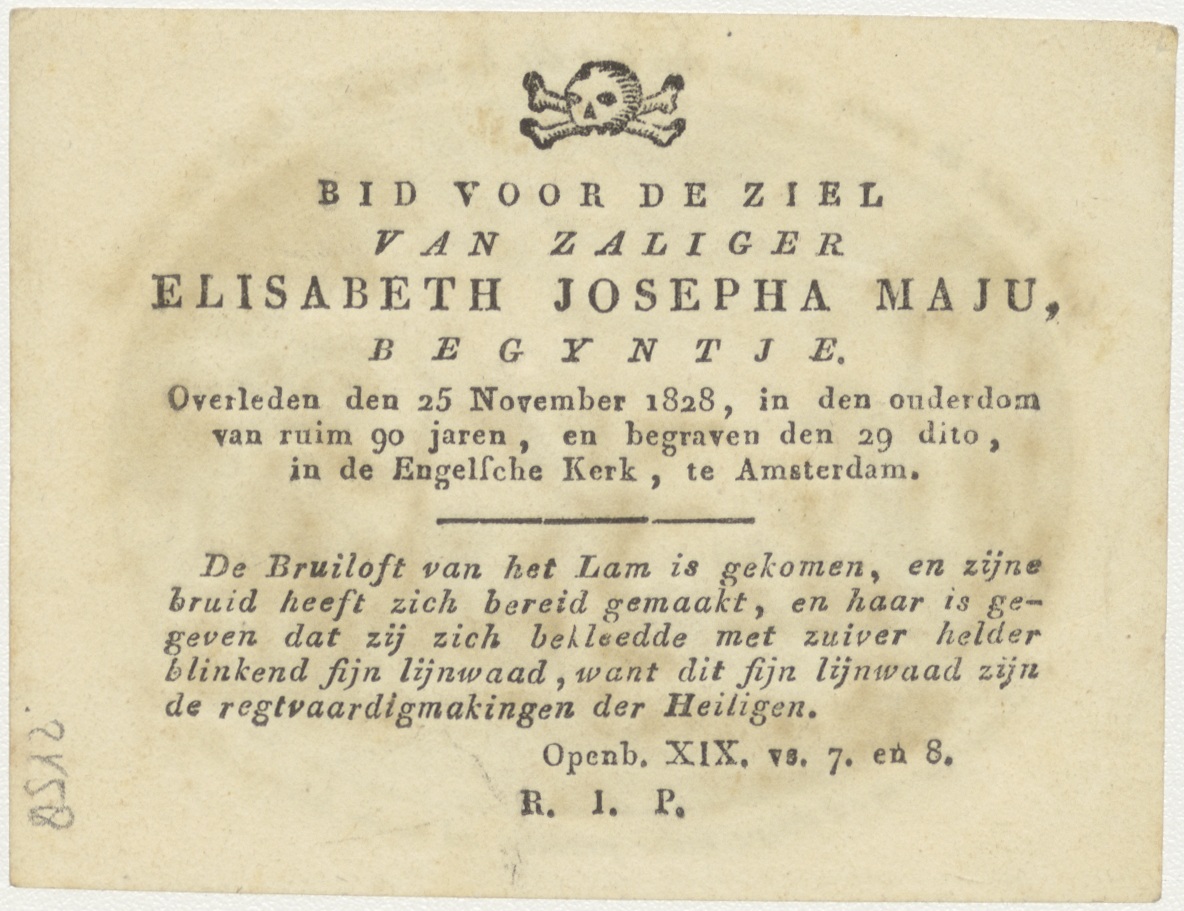 BID VOOR DE ZIEL
VAN ZALIGER
ELISABETH JOSEPHA MAJU,
BEGYNTJE.
Overleden den 25 November 1828, in den ouderdom
van ruim 90 jaren, en begraven den 29 dito,
in de Engelſche Kerk, te Amsterdam.
De Bruiloft van het Lam is gekomen, en zijne
bruid heeft zich bereid gemaakt, en haar is ge-
geven dat zij zich bekleedde met zuiver helder
blinkend fijn lijnwaad, want dit fijn lijnwaad zijn
de regtvaardigmakingen der Heiligen.
Openb. XIX. vs. 7. en 8.
R. I. P.